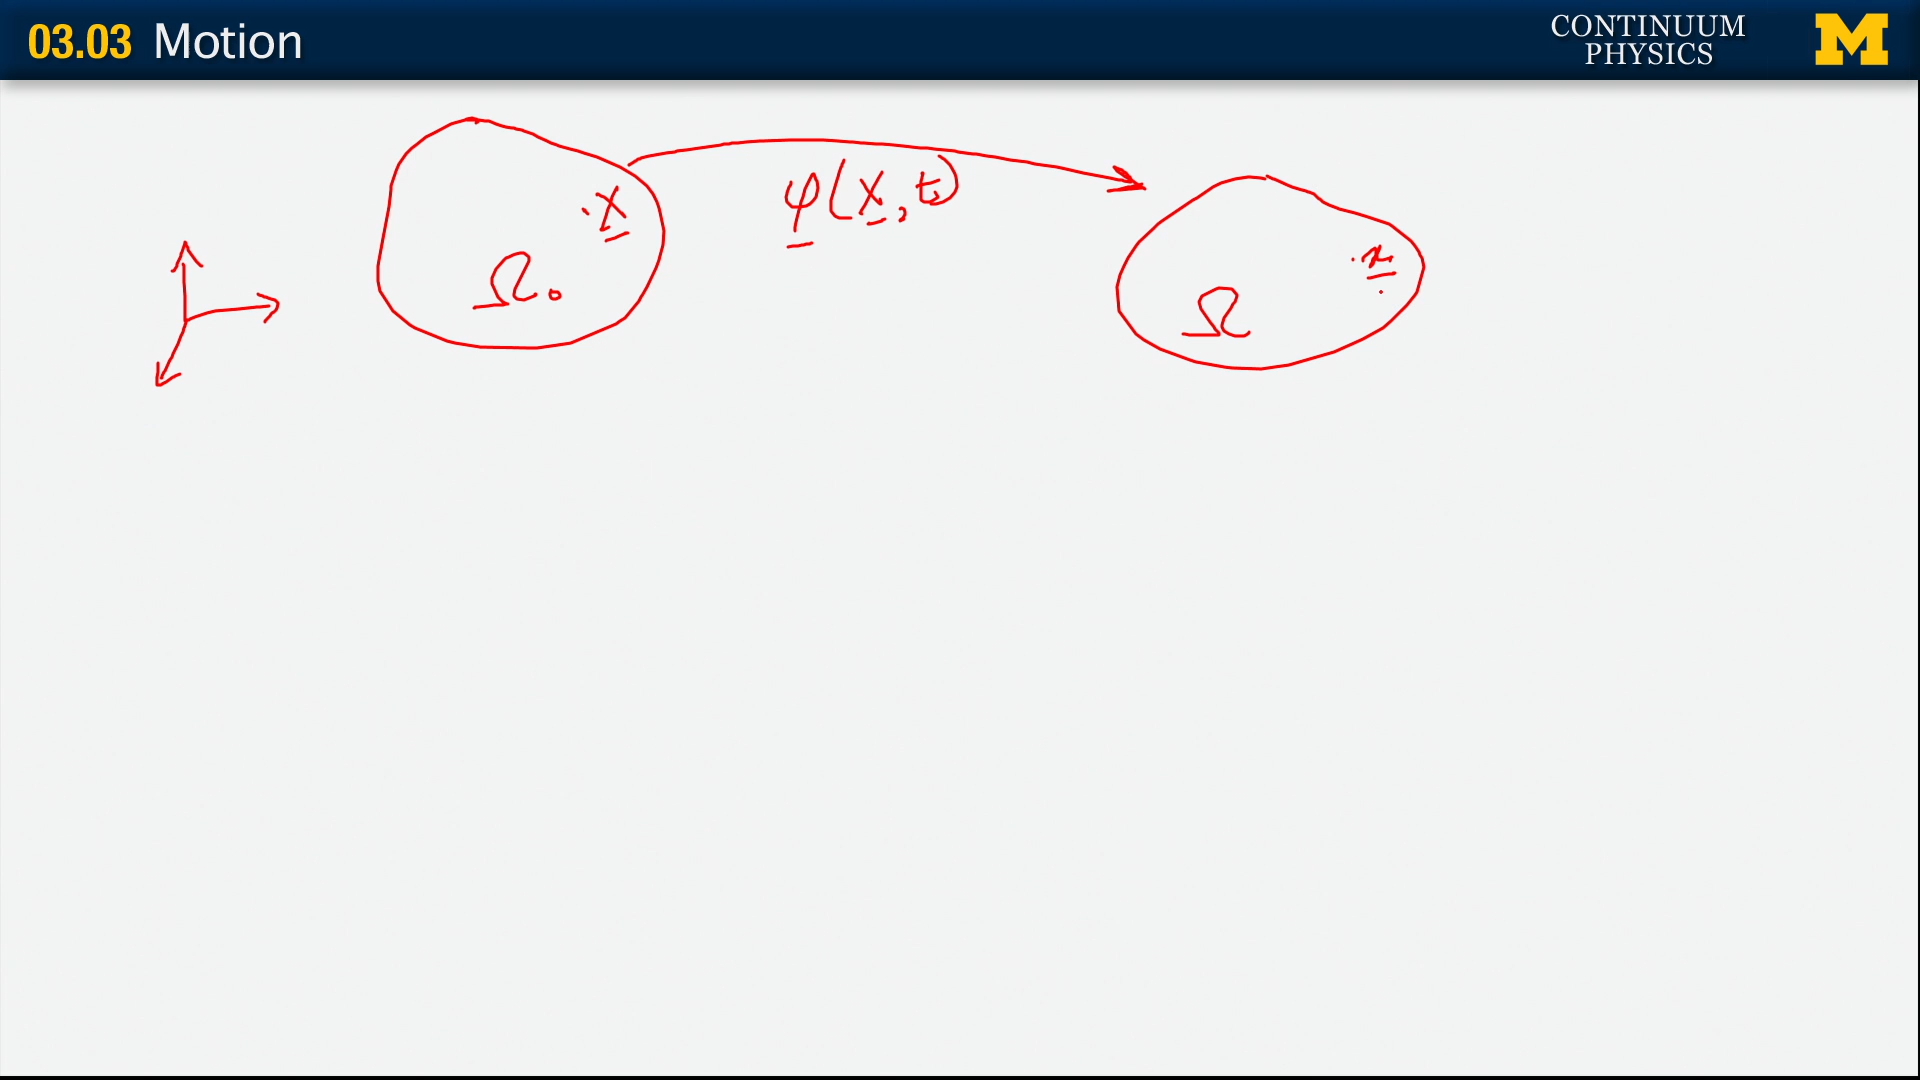 03.03 Motion
CONTINUUM
PHYSICS
M
φ(X, t)
·X
Ω₀
·x
Ω